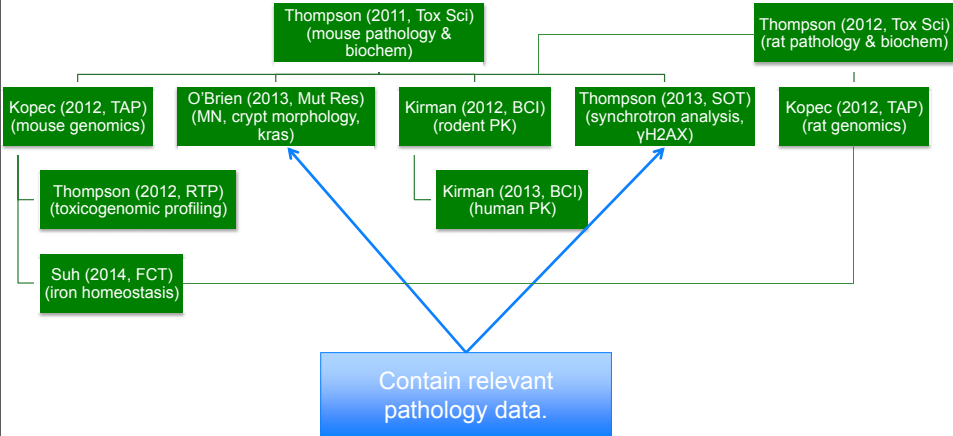 Thompson (2011, Tox Sci)
(mouse pathology &
biochem)
Thompson (2012, Tox Sci)
(rat pathology & biochem)
Kopec (2012, TAP)
(mouse genomics)
O'Brien (2013, Mut Res)
(MN, crypt morphology,
kras)
Kirman (2012, BCI)
(rodent PK)
Thompson (2013, SOT)
(synchrotron analysis,
γH2AX)
Kopec (2012, TAP)
(rat genomics)
Thompson (2012, RTP)
(toxicogenomic profiling)
Kirman (2013, BCI)
(human PK)
Suh (2014, FCT)
(iron homeostasis)
Contain relevant
pathology data.